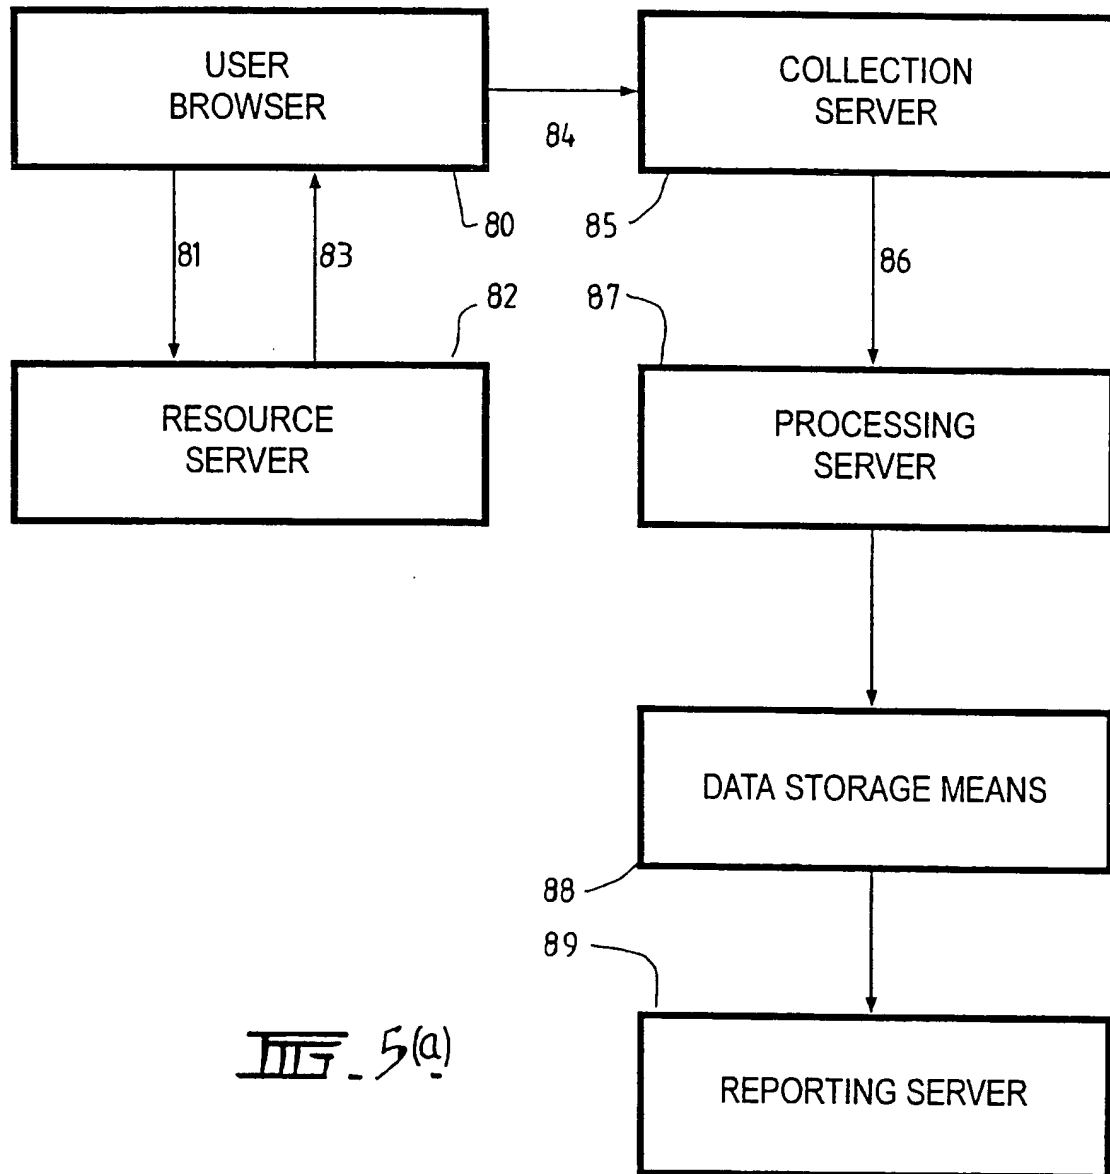 USER
BROWSER
COLLECTION
SERVER
84
80
85
81
83
86
82
87
RESOURCE
SERVER
PROCESSING
SERVER
DATA STORAGE MEANS
88
89
FIG. 5(a)
REPORTING SERVER